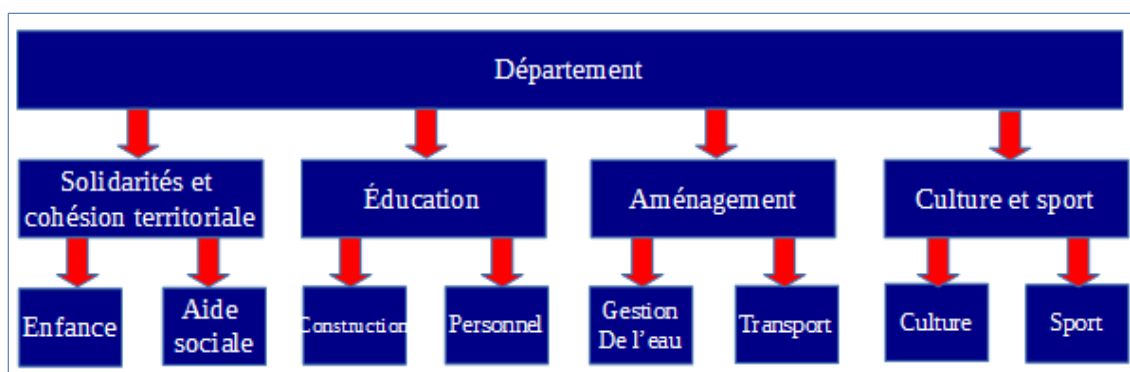 Département
Solidarités et
cohésion territoriale
Éducation
Aménagement
Culture et sport
Enfance
Aide
sociale
Construction
Personnel
Gestion
De l'eau
Transport
Culture
Sport